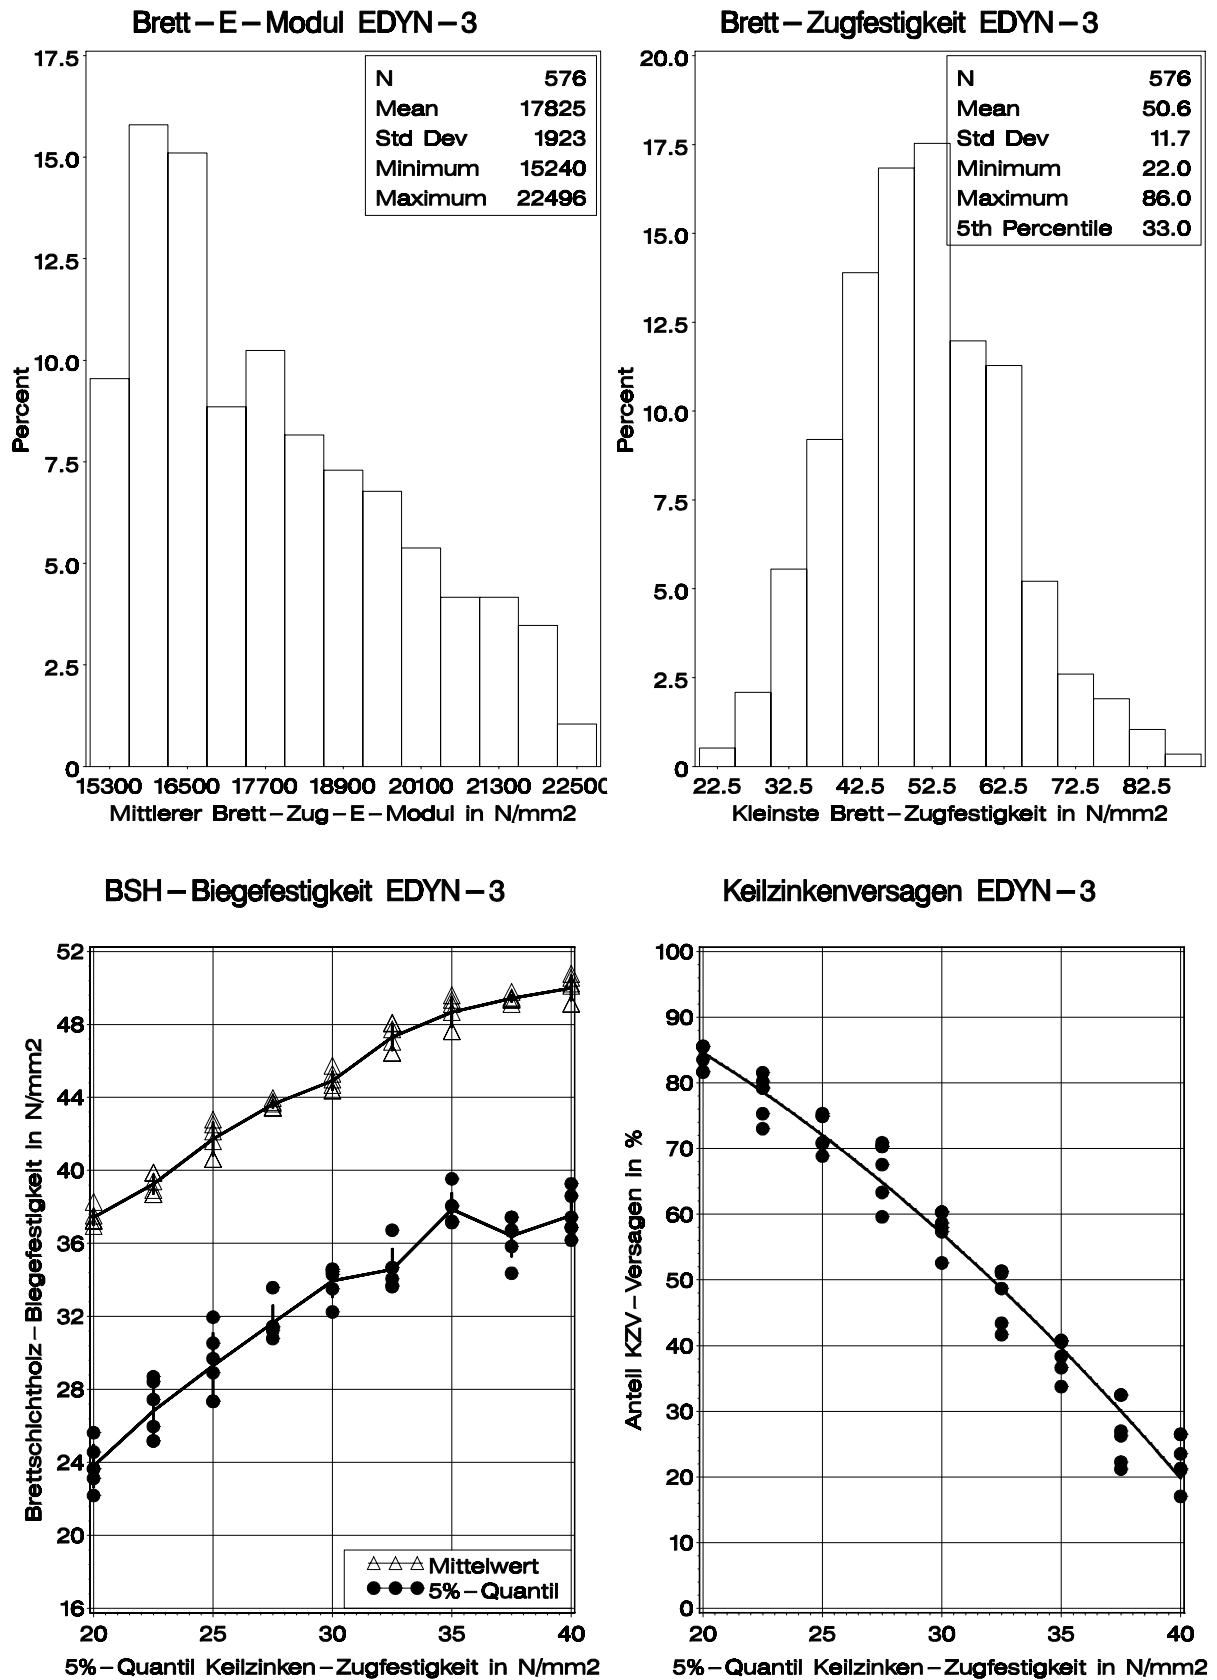 Brett-E-Modul EDYN-3
17.5
15.0
12.5
10.0
7.5
5.0
2.5
0
Percent
N 576
Mean 17825
Std Dev 1923
Minimum 15240
Maximum 22496
15300 16500 17700 18900 20100 21300 22500
Mittlerer Brett-Zug-E-Modul in N/mm2
Brett-Zugfestigkeit EDYN-3
20.0
17.5
15.0
12.5
10.0
7.5
5.0
2.5
0
Percent
N 576
Mean 50.6
Std Dev 11.7
Minimum 22.0
Maximum 86.0
5th Percentile 33.0
22.5 32.5 42.5 52.5 62.5 72.5 82.5
Kleinste Brett-Zugfestigkeit in N/mm2
BSH-Biegefestigkeit EDYN-3
52
48
44
40
36
32
28
24
20
16
Brettschichtholz-Biegefestigkeit in N/mm2
Mittelwert
5%-Quantil
20 25 30 35 40
5%-Quantil Keilzinken-Zugfestigkeit in N/mm2
Keilzinkenversagen EDYN-3
100
90
80
70
60
50
40
30
20
10
0
Anteil KZV-Versagen in %
20 25 30 35 40
5%-Quantil Keilzinken-Zugfestigkeit in N/mm2